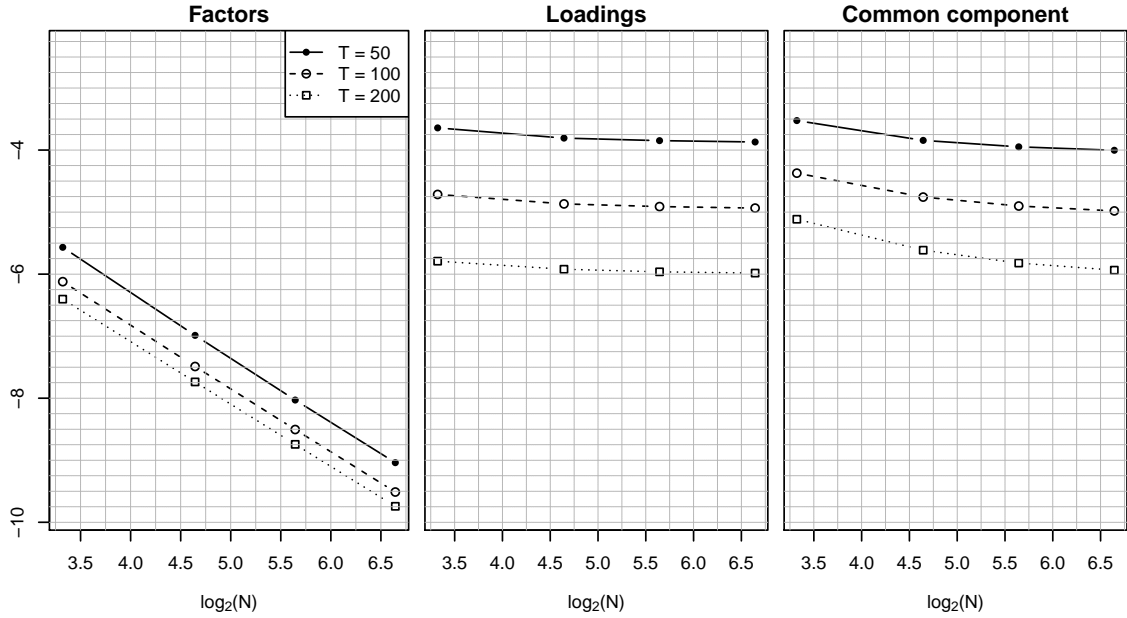 Factors
Loadings
Common component
T = 50
T = 100
T = 200
−4
−6
−8
−10
3.5 4.0 4.5 5.0 5.5 6.0 6.5
3.5 4.0 4.5 5.0 5.5 6.0 6.5
3.5 4.0 4.5 5.0 5.5 6.0 6.5
log₂(N)
log₂(N)
log₂(N)